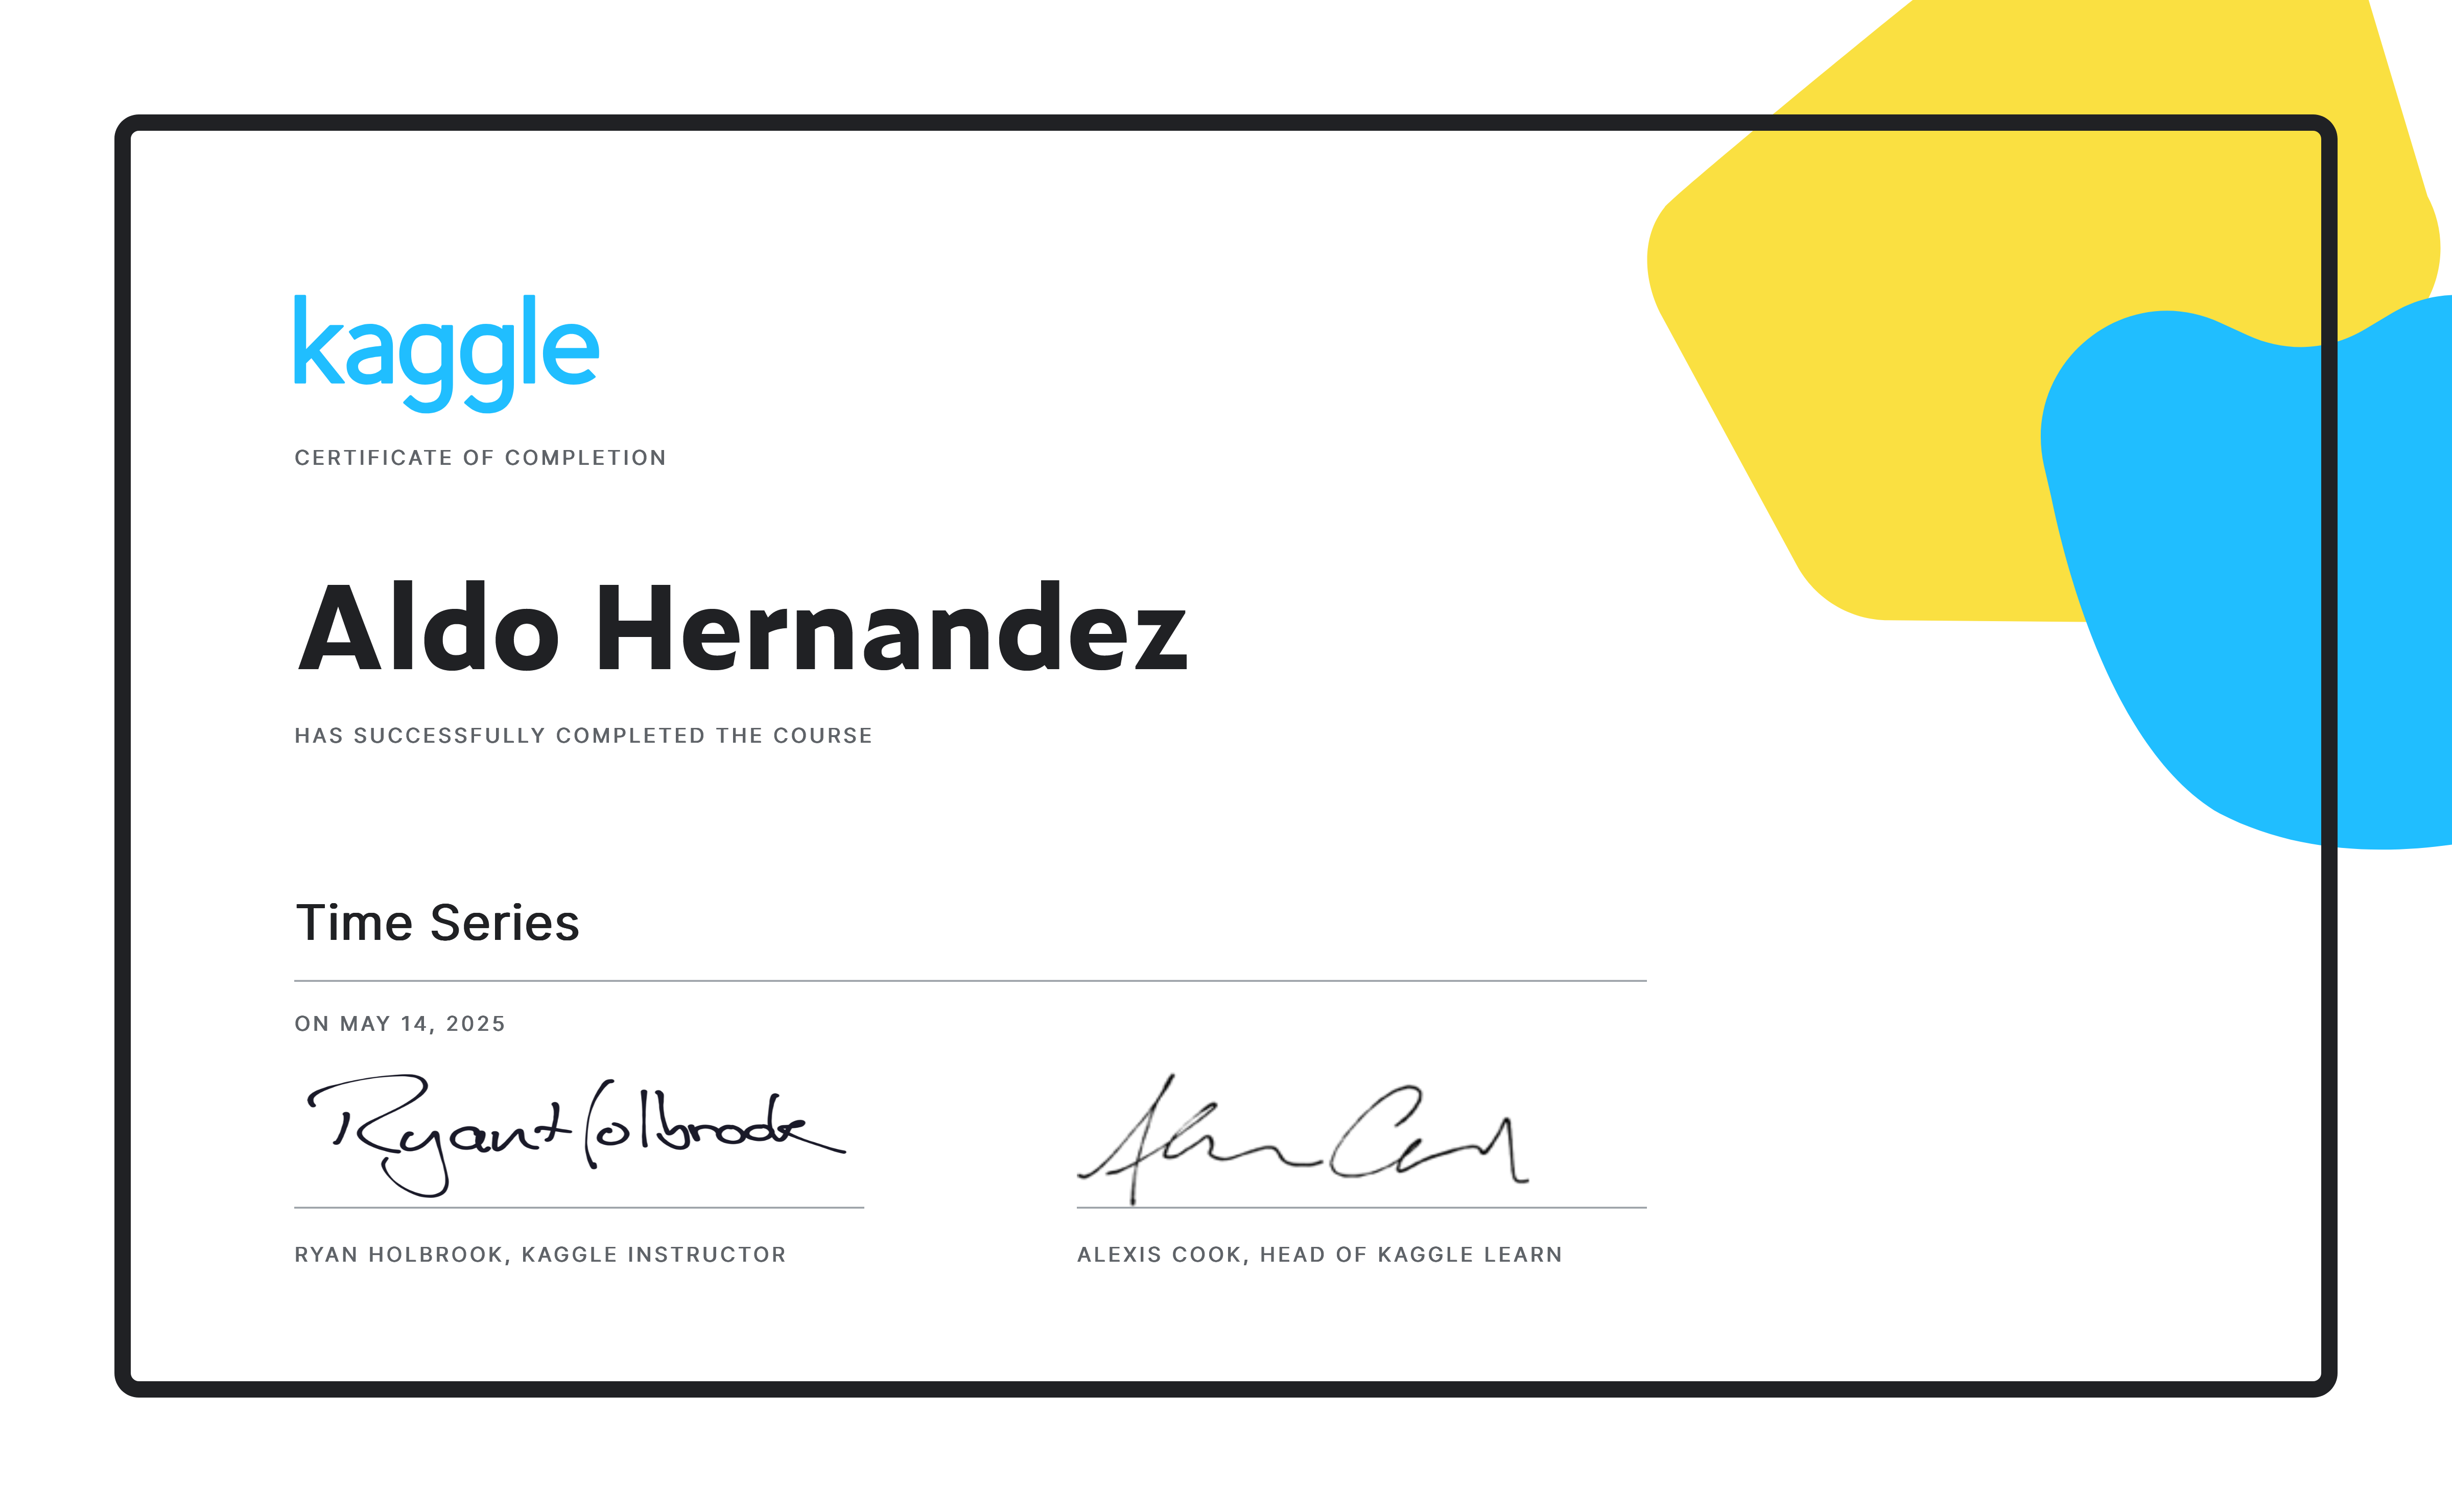 kaggle
CERTIFICATE OF COMPLETION
Aldo Hernandez
HAS SUCCESSFULLY COMPLETED THE COURSE
Time Series
ON MAY 14, 2025
Ryan Holbrook
RYAN HOLBROOK, KAGGLE INSTRUCTOR
ALEXIS COOK, HEAD OF KAGGLE LEARN